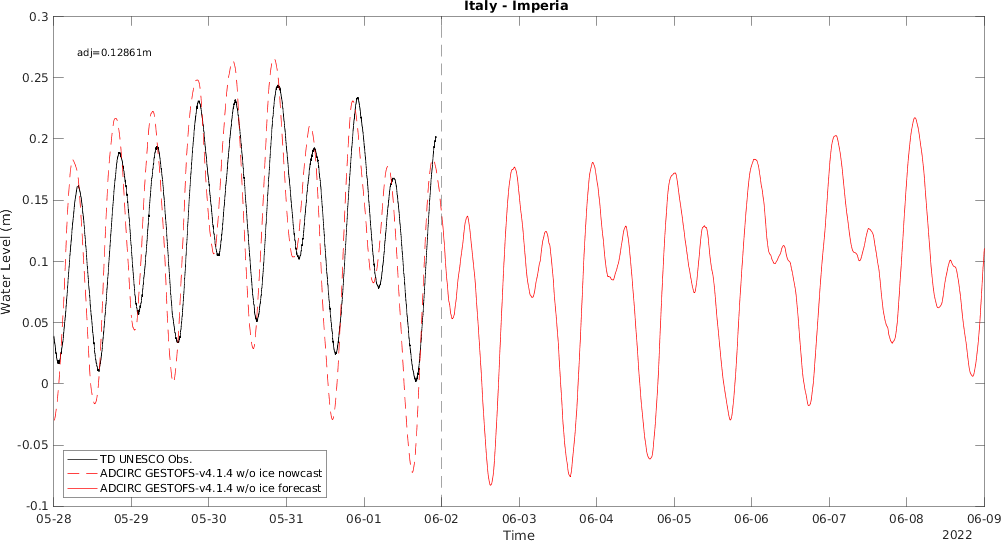 Italy - Imperia
0.3
adj=0.12861m
0.25
0.2
0.15
0.1
0.05
0
-0.05
-0.1
Water Level (m)
TD UNESCO Obs.
ADCIRC GESTOFS-v4.1.4 w/o ice nowcast
ADCIRC GESTOFS-v4.1.4 w/o ice forecast
05-28 05-29 05-30 05-31 06-01 06-02 06-03 06-04 06-05 06-06 06-07 06-08 06-09
Time
2022